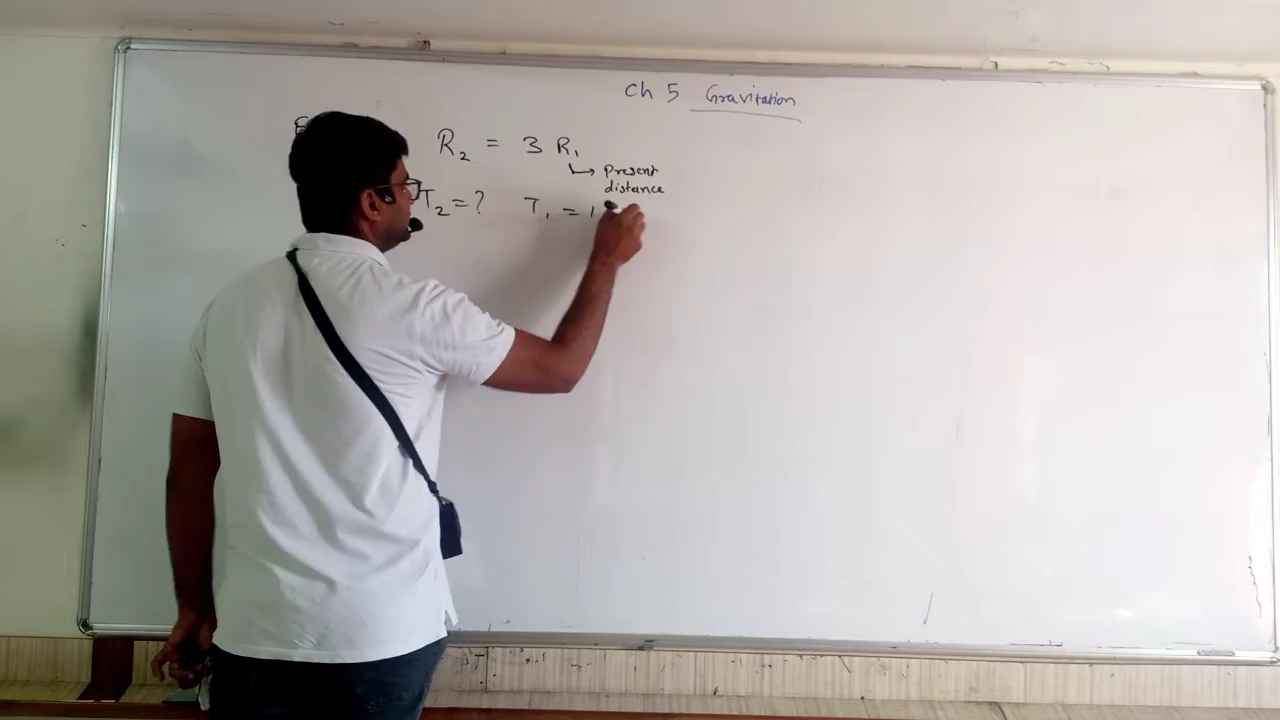 Ch 5 Gravitation
R₂ = 3 R₁
Present
distance
T₂ = ? T₁ = 1